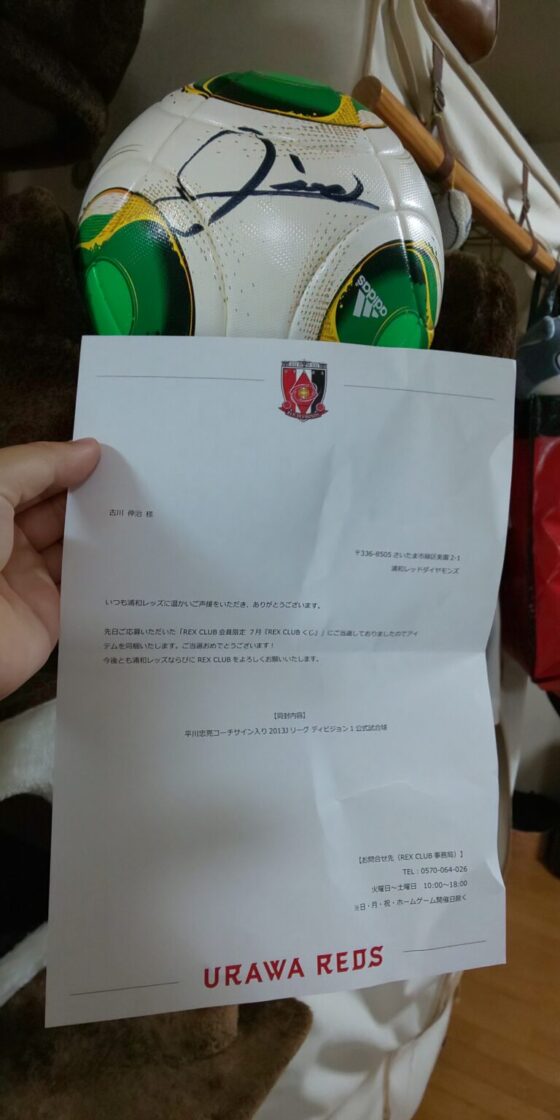 adidas
古川 伸治 様
〒336-8505 さいたま市緑区美園2-1
浦和レッドダイヤモンズ
いつも浦和レッズに温かいご声援をいただき、ありがとうございます。
先日ご応募いただいた「REX CLUB 会員限定 7月『REX CLUB くじ』」にご当選しておりましたのでアイ
テムを同梱いたします。ご当選おめでとうございます！
今後とも浦和レッズならびに REX CLUB をよろしくお願いいたします。
【同封内容】
平川忠亮コーチサイン入り 2013J リーグ ディビジョン 1 公式試合球
【お問合せ先（REX CLUB 事務局）】
TEL：0570-064-026
火曜日～土曜日 10:00～18:00
※日・月・祝・ホームゲーム開催日除く
URAWA REDS